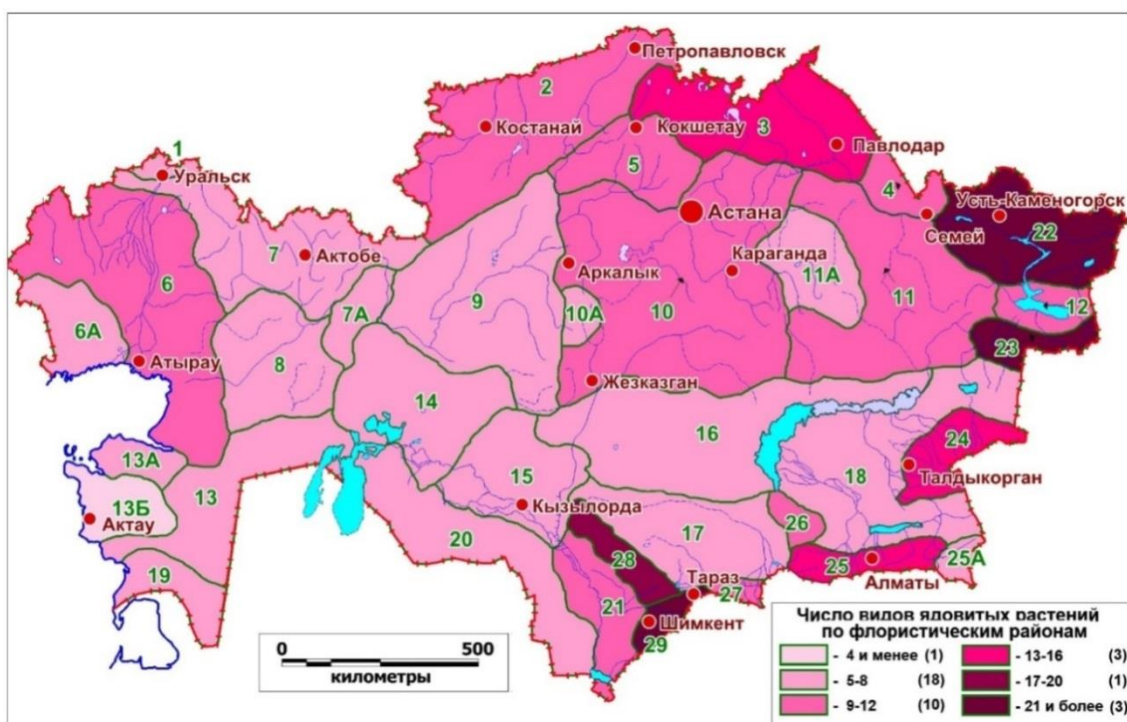 Петропавловск
2
Костанай
Кокшетау
3
Павлодар
1
Уральск
5
4
Усть-Каменогорск
Астана
Семей
22
7
Актобе
Аркалык
Караганда
11А
6
9
11
12
6А
7А
10А
10
23
Атырау
8
Жезказган
14
16
24
13А
15
18
Талдыкорган
13
13Б
Актау
Кызылорда
26
17
20
28
25
25А
19
Тараз
27
Алматы
21
Шимкент
29
0 500
километры
Число видов ядовитых растений
по флористическим районам
- 4 и менее (1) - 13-16 (3)
- 5-8 (18) - 17-20 (1)
- 9-12 (10) - 21 и более (3)